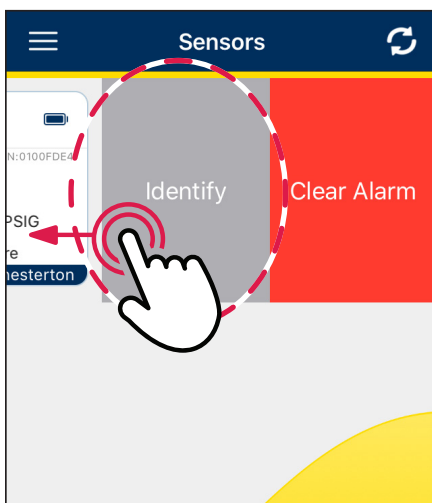 Sensors
N:0100FDE4
Identify
Clear Alarm
PSIG
re
hesterton